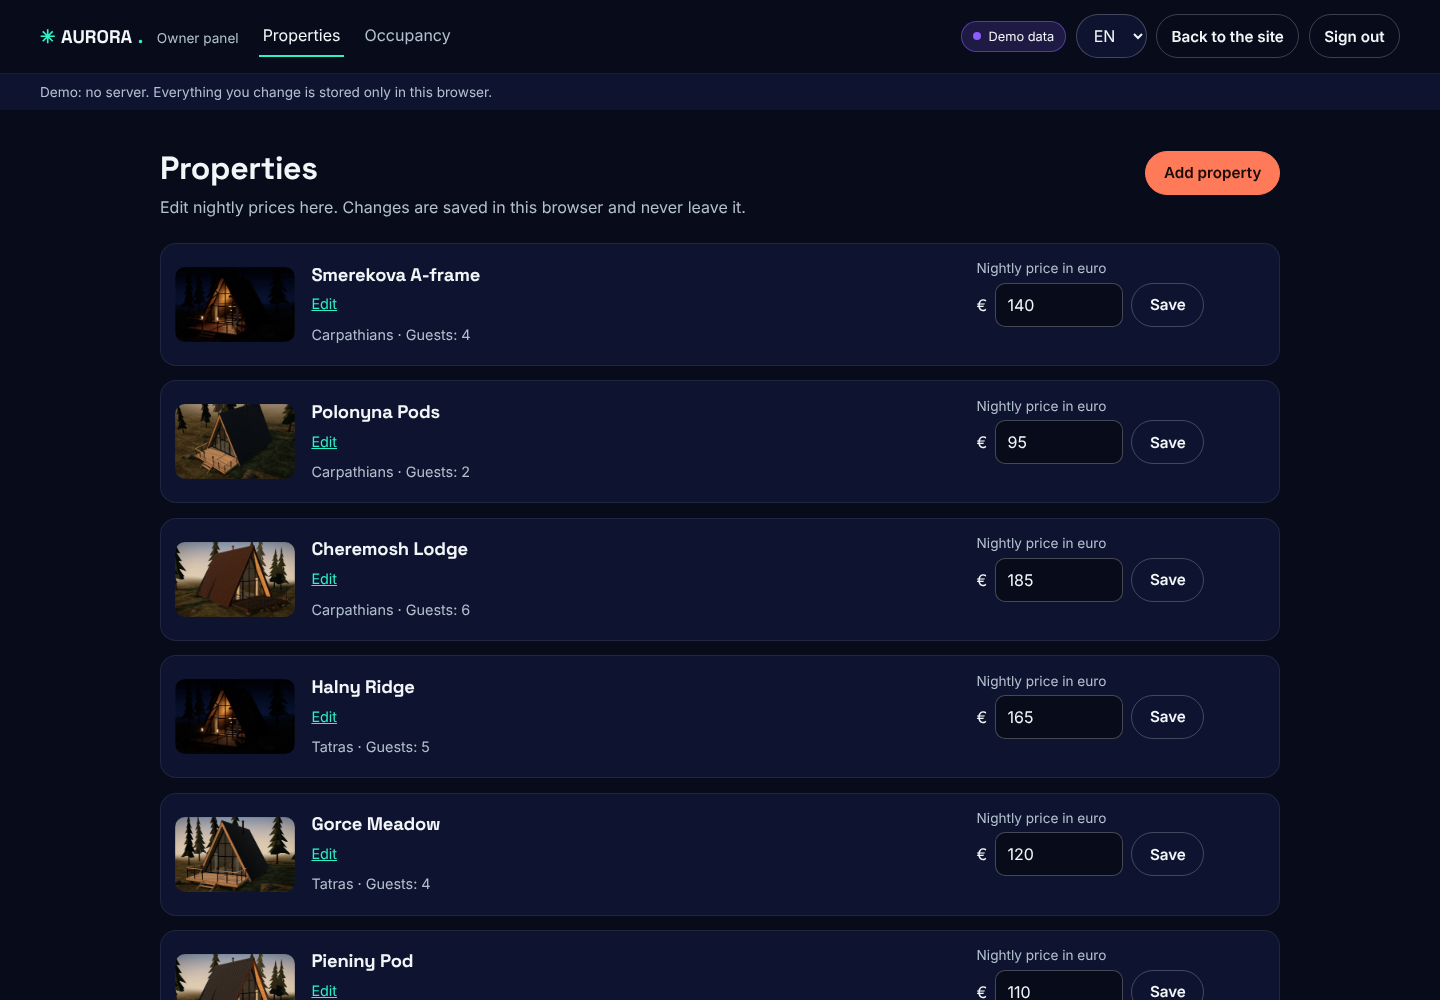 AURORA. Owner panel Properties Occupancy Demo data EN Back to the site Sign out
Demo: no server. Everything you change is stored only in this browser.
Properties
Add property
Edit nightly prices here. Changes are saved in this browser and never leave it.
Smerekova A-frame
Edit
Carpathians · Guests: 4
Nightly price in euro
€ 140 Save
Polonyna Pods
Edit
Carpathians · Guests: 2
Nightly price in euro
€ 95 Save
Cheremosh Lodge
Edit
Carpathians · Guests: 6
Nightly price in euro
€ 185 Save
Halny Ridge
Edit
Tatras · Guests: 5
Nightly price in euro
€ 165 Save
Gorce Meadow
Edit
Tatras · Guests: 4
Nightly price in euro
€ 120 Save
Pieniny Pod
Edit
Nightly price in euro
€ 110 Save